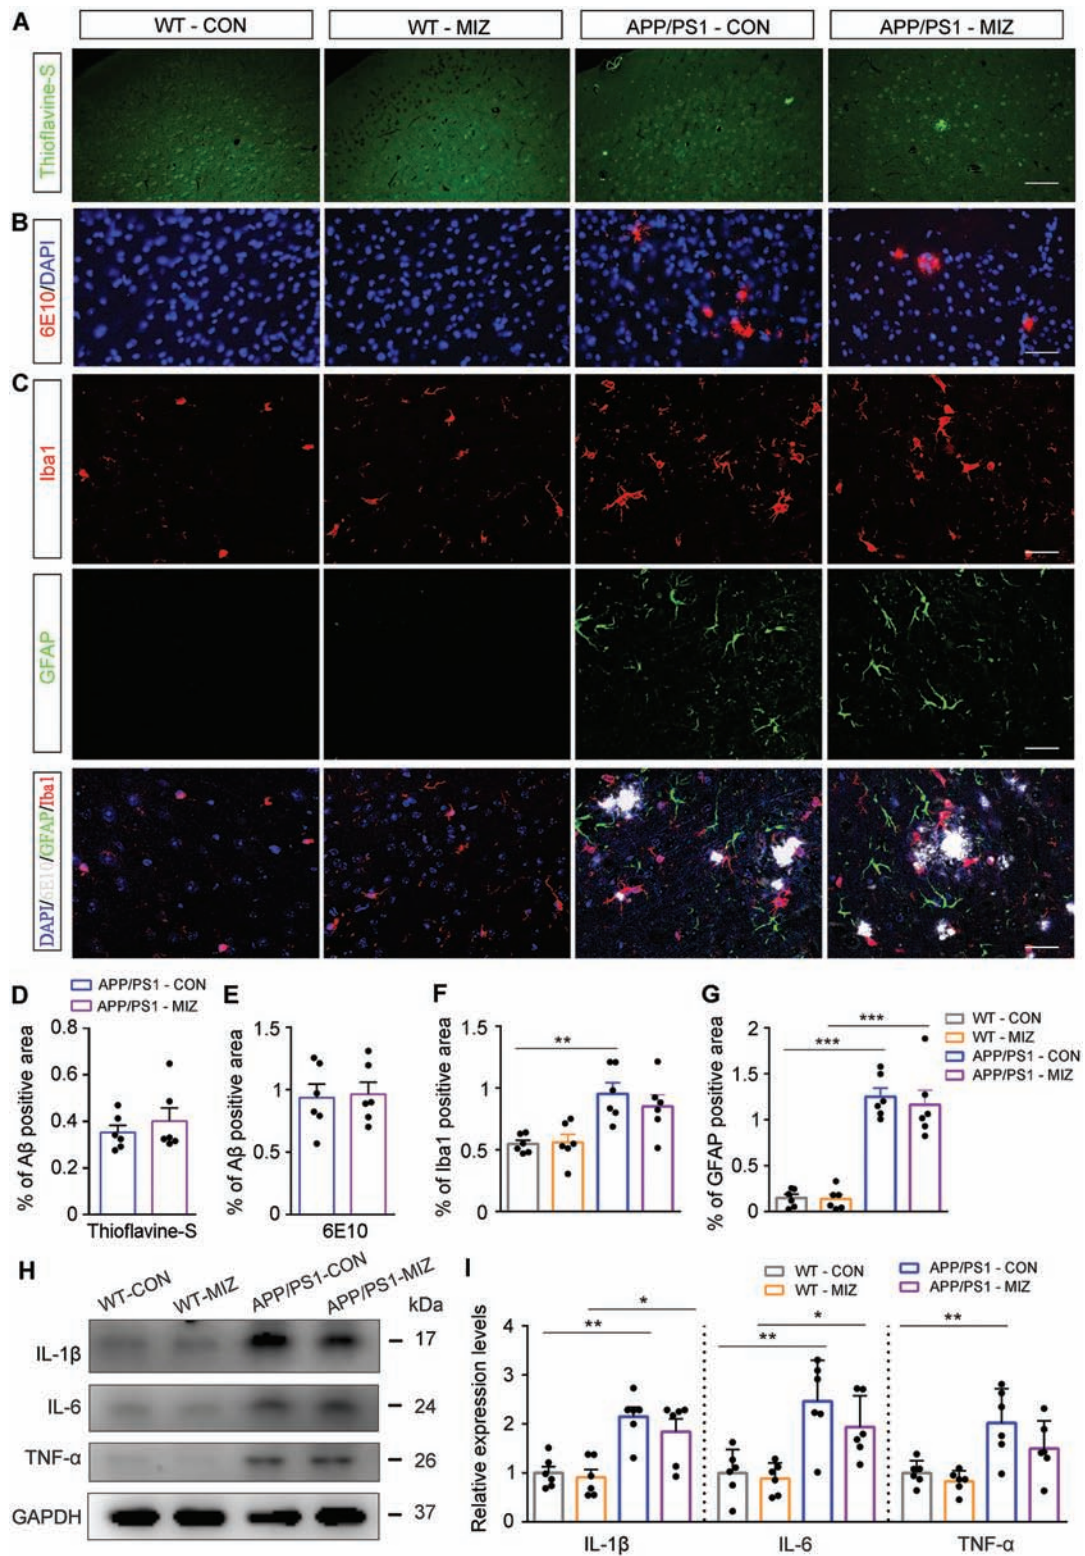 A
WT - CON
WT - MIZ
APP/PS1 - CON
APP/PS1 - MIZ
Thioflavine-S
B
6E10/DAPI
C
Iba1
GFAP
DAPI/6E10/GFAP/Iba1
D
APP/PS1 - CON
APP/PS1 - MIZ
% of Aβ positive area
0.8
0.6
0.4
0.2
0
Thioflavine-S
E
% of Aβ positive area
1.5
1
0.5
0
6E10
F
% of Iba1 positive area
1.5
1
0.5
0
**
G
% of GFAP positive area
2
1.5
1
0.5
0
***
***
WT - CON
WT - MIZ
APP/PS1 - CON
APP/PS1 - MIZ
H
WT-CON
WT-MIZ
APP/PS1-CON
APP/PS1-MIZ
kDa
IL-1β
17
IL-6
24
TNF-α
26
GAPDH
37
I
WT - CON
WT - MIZ
APP/PS1 - CON
APP/PS1 - MIZ
Relative expression levels
4
3
2
1
0
*
**
*
**
**
IL-1β
IL-6
TNF-α